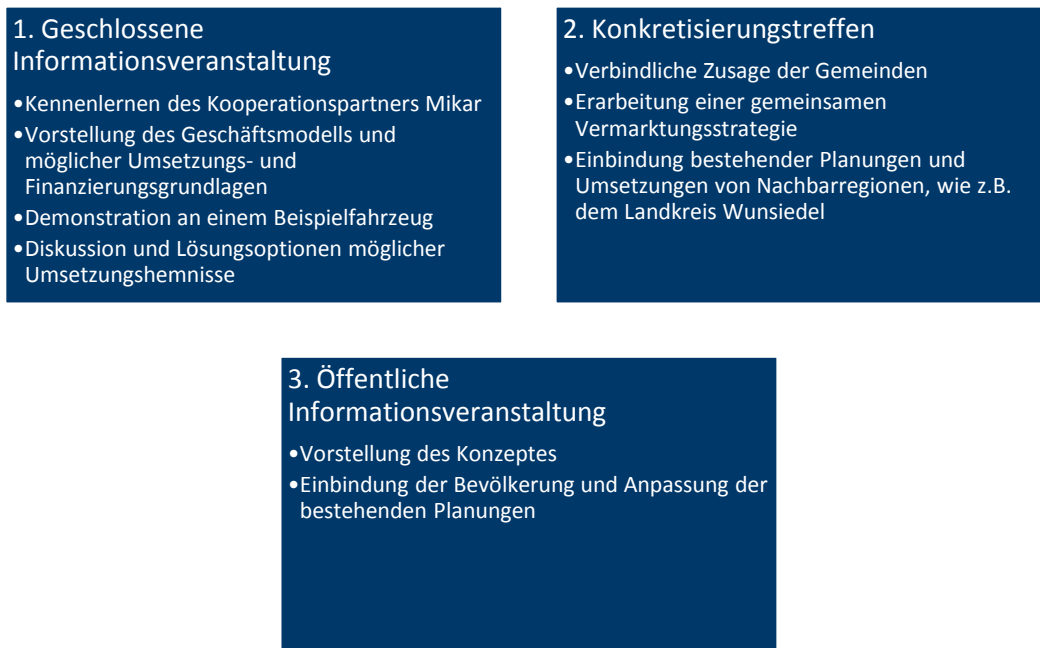 1. Geschlossene
Informationsveranstaltung
•Kennenlernen des Kooperationspartners Mikar
•Vorstellung des Geschäftsmodells und
möglicher Umsetzungs- und
Finanzierungsgrundlagen
•Demonstration an einem Beispielfahrzeug
•Diskussion und Lösungsoptionen möglicher
Umsetzungshemnisse
2. Konkretisierungstreffen
•Verbindliche Zusage der Gemeinden
•Erarbeitung einer gemeinsamen
Vermarktungsstrategie
•Einbindung bestehender Planungen und
Umsetzungen von Nachbarregionen, wie z.B.
dem Landkreis Wunsiedel
3. Öffentliche
Informationsveranstaltung
•Vorstellung des Konzeptes
•Einbindung der Bevölkerung und Anpassung der
bestehenden Planungen